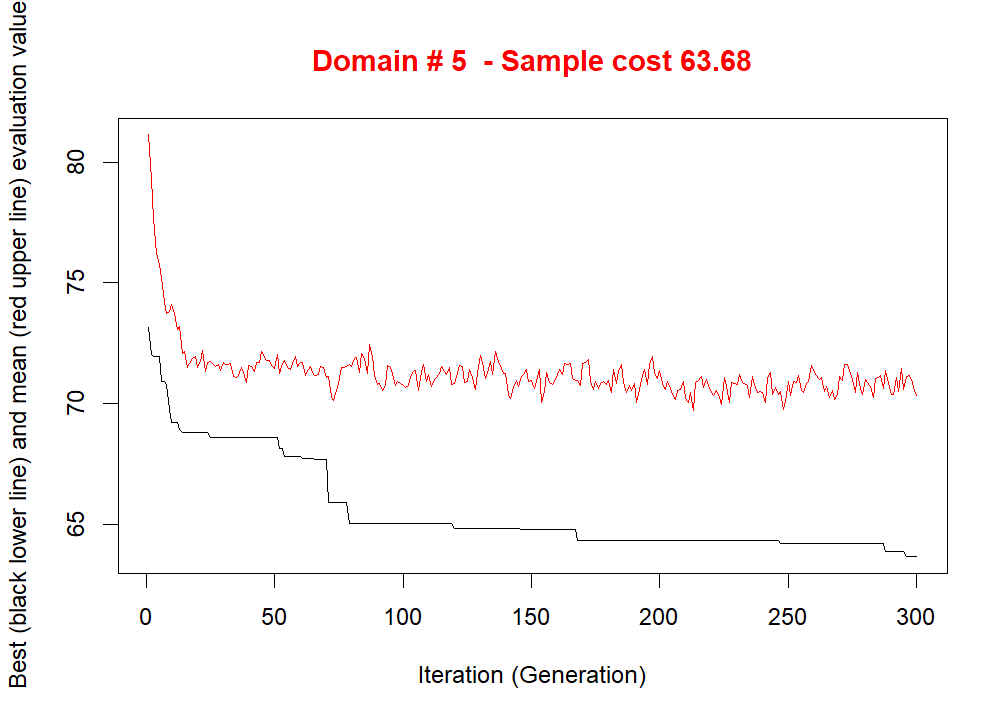 Domain # 5  - Sample cost 63.68
Best (black lower line) and mean (red upper line) evaluation value
80
75
70
65
0 50 100 150 200 250 300
Iteration (Generation)